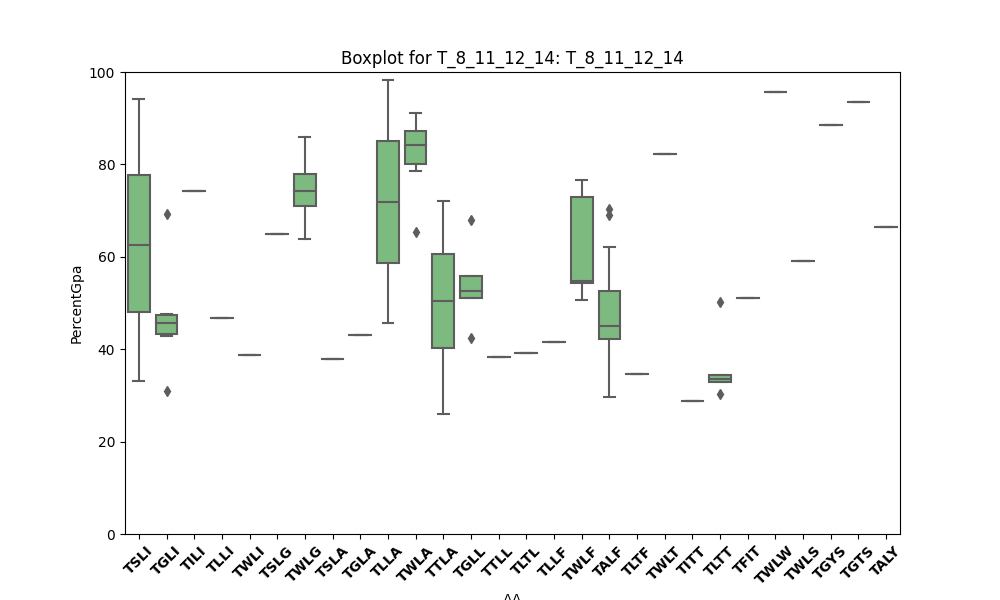 Boxplot for T_8_11_12_14: T_8_11_12_14
PercentGpa
100
80
60
40
20
0
TSLI TGLI TILI TLLI TWLI TSLG TWLG TSLA TGLA TLLA TWLA TTLA TGLL TTLL TLTL TLLF TWLF TALF TLTF TWLT TITT TLTT TFIT TWLW TWLS TGYS TGTS TALY
AA